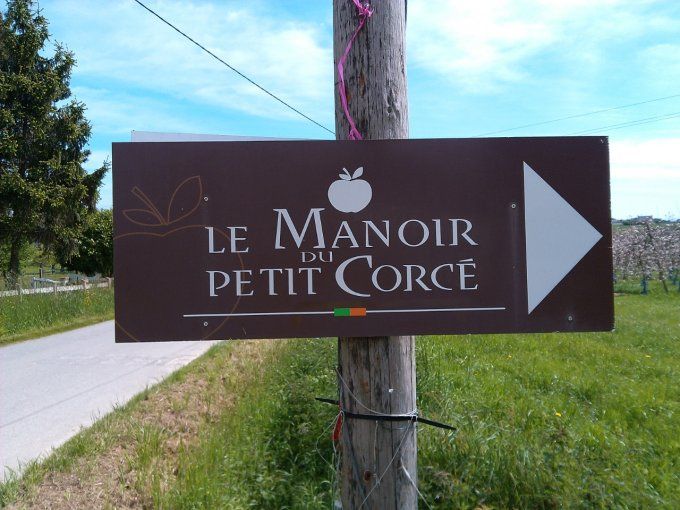 LE MANOIR
DU
PETIT CORCÉ